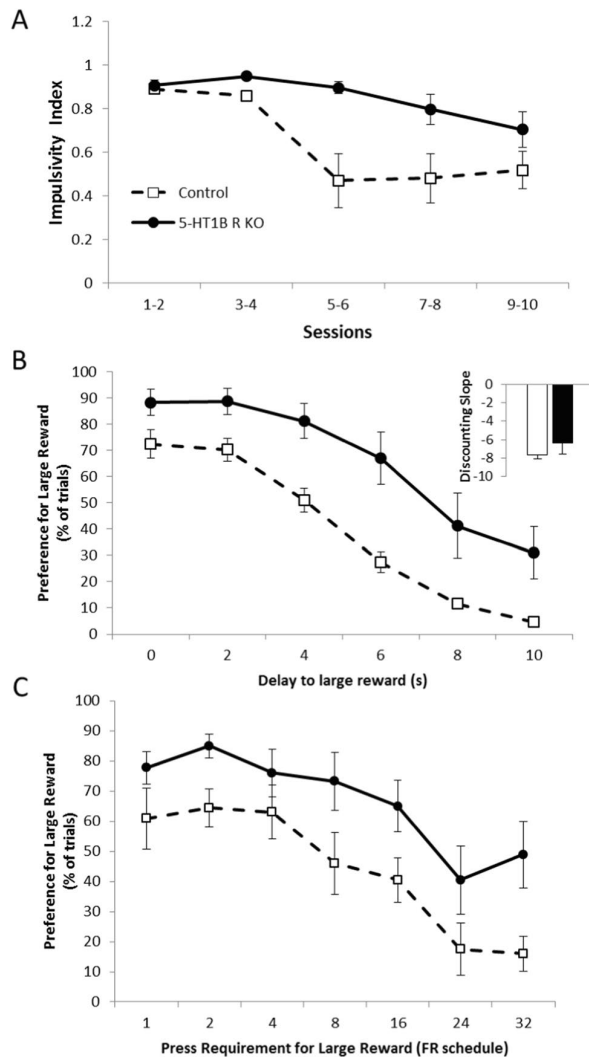 A
1.2
1
0.8
0.6
0.4
0.2
0
Impulsivity Index
Control
5-HT1B R KO
1-2 3-4 5-6 7-8 9-10
Sessions
B
100
90
80
70
60
50
40
30
20
10
0
Preference for Large Reward
(% of trials)
0 2 4 6 8 10
Delay to large reward (s)
Discounting Slope
0
-2
-4
-6
-8
-10
C
100
90
80
70
60
50
40
30
20
10
0
Preference for Large Reward
(% of trials)
1 2 4 8 16 24 32
Press Requirement for Large Reward (FR schedule)